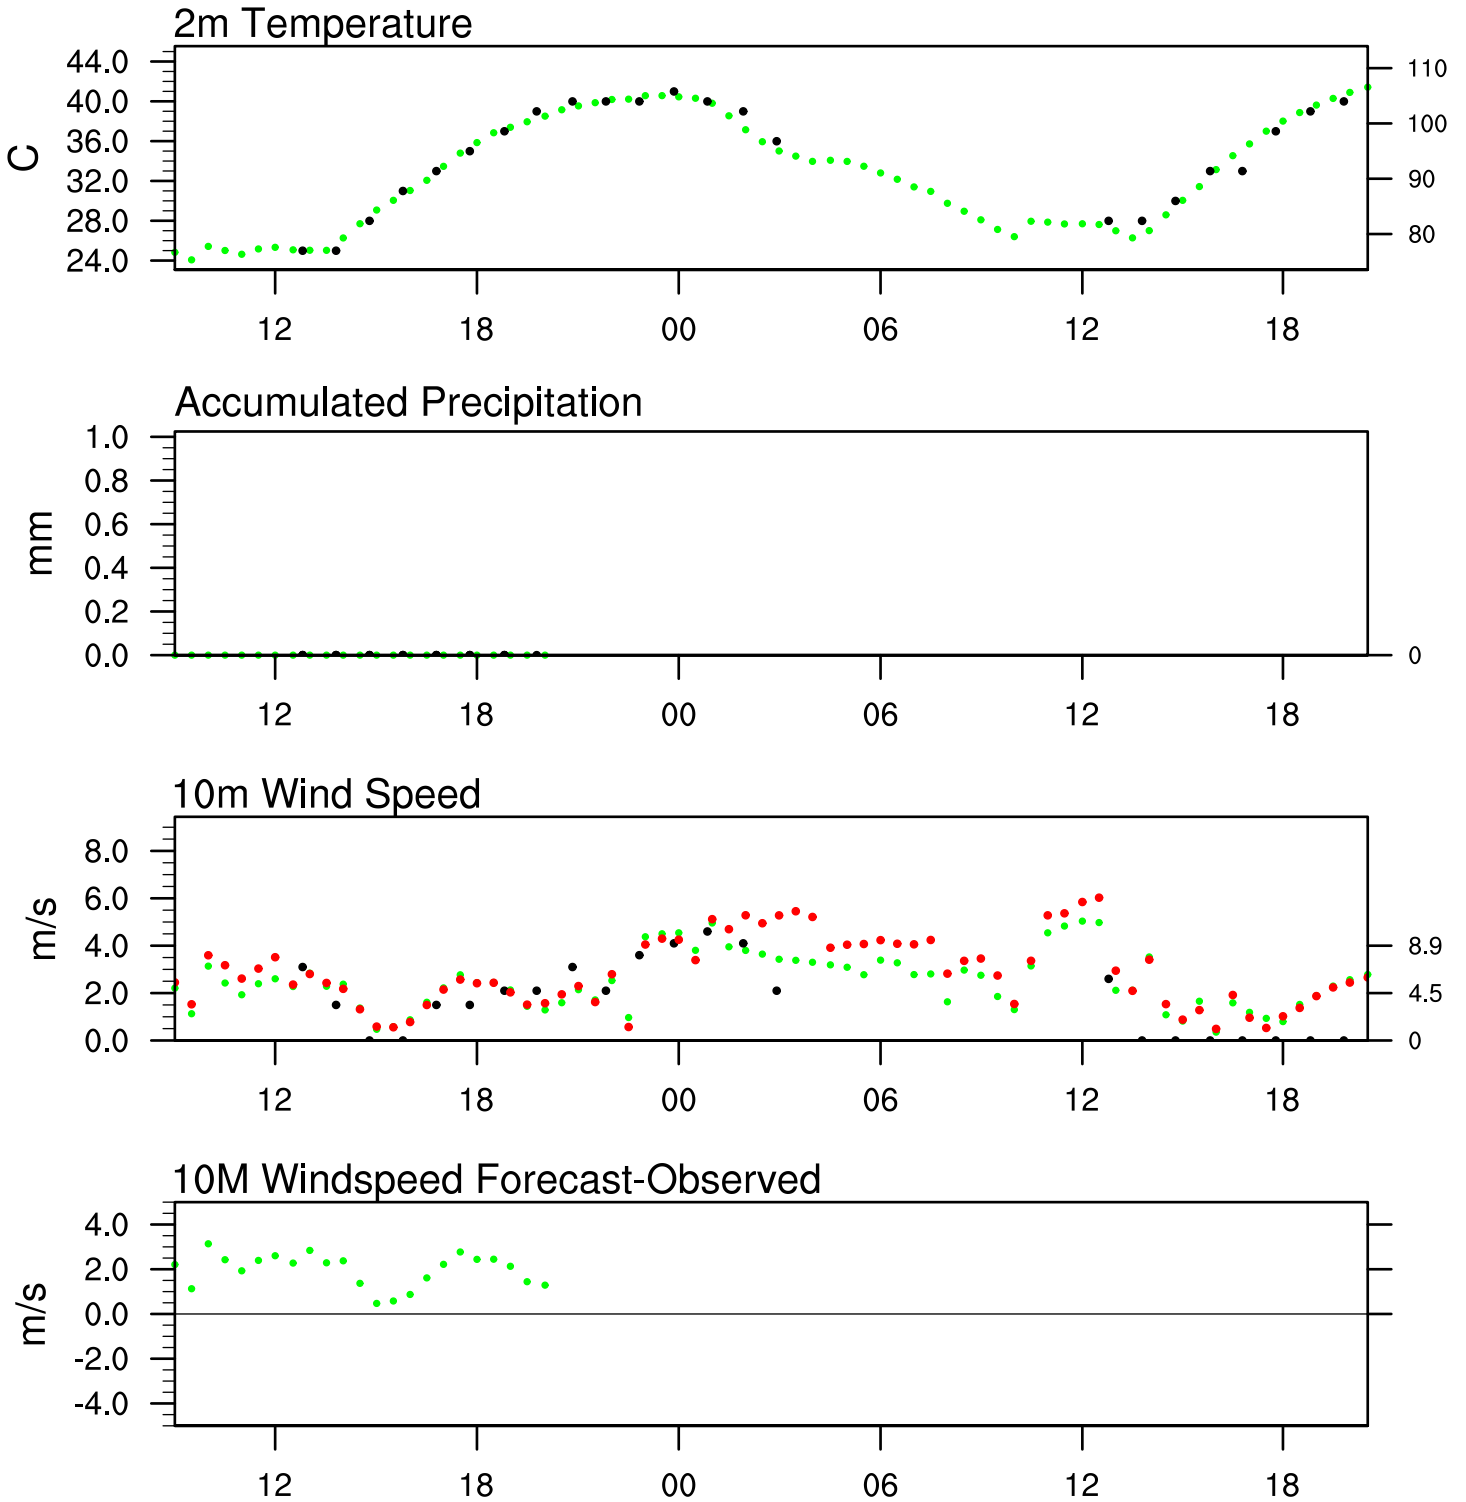 2m Temperature
44.0
40.0
36.0
32.0
28.0
24.0
C
110
100
90
80
12 18 00 06 12 18
Accumulated Precipitation
1.0
0.8
0.6
0.4
0.2
0.0
mm
0
12 18 00 06 12 18
10m Wind Speed
8.0
6.0
4.0
2.0
0.0
m/s
8.9
4.5
0
12 18 00 06 12 18
10M Windspeed Forecast-Observed
4.0
2.0
0.0
-2.0
-4.0
m/s
12 18 00 06 12 18